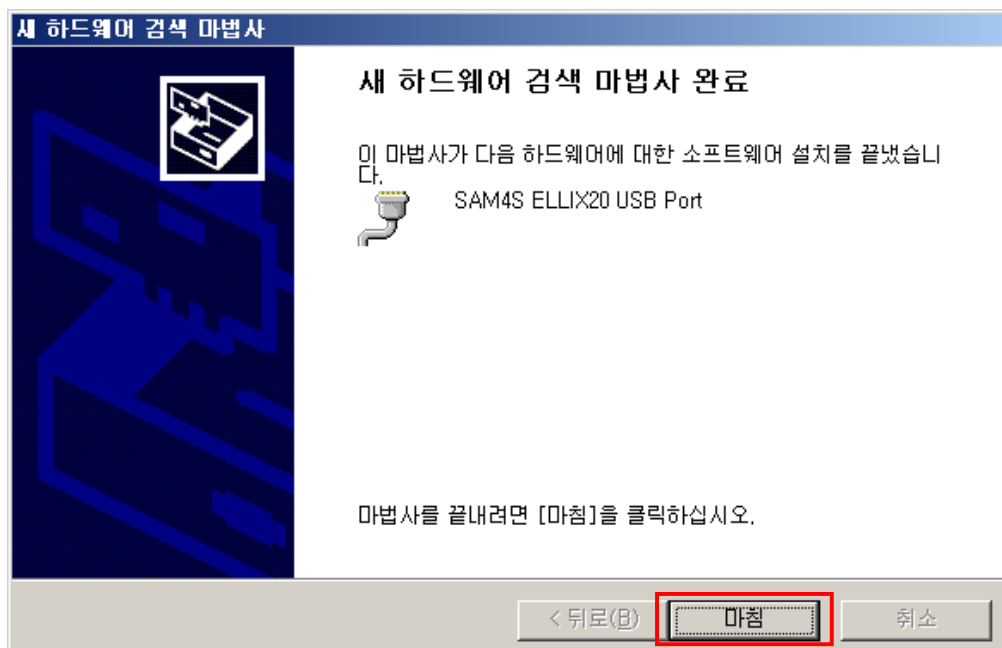 새 하드웨어 검색 마법사
새 하드웨어 검색 마법사 완료
이 마법사가 다음 하드웨어에 대한 소프트웨어 설치를 끝냈습니
다.
SAM4S ELLIX20 USB Port
마법사를 끝내려면 [마침]을 클릭하십시오.
< 뒤로(B) 마침 취소